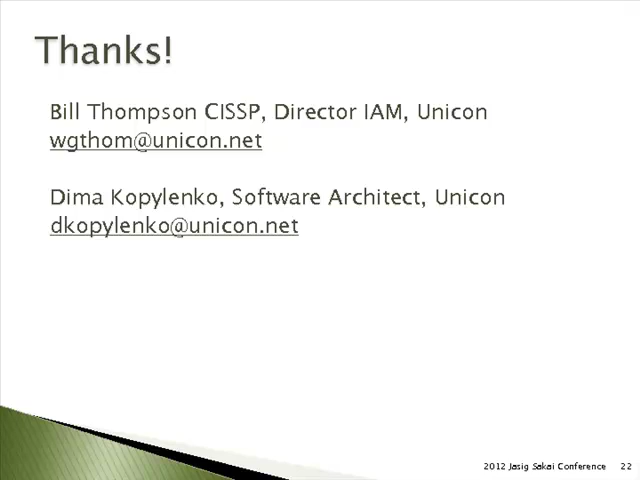 Thanks!
Bill Thompson CISSP, Director IAM, Unicon
wgthom@unicon.net
Dima Kopylenko, Software Architect, Unicon
dkopylenko@unicon.net
2012 Jasig Sakai Conference 22